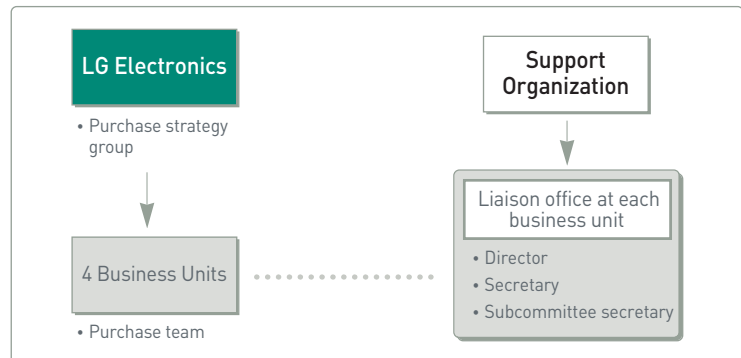 LG Electronics
• Purchase strategy
group
4 Business Units
• Purchase team
Support
Organization
Liaison office at each
business unit
• Director
• Secretary
• Subcommittee secretary